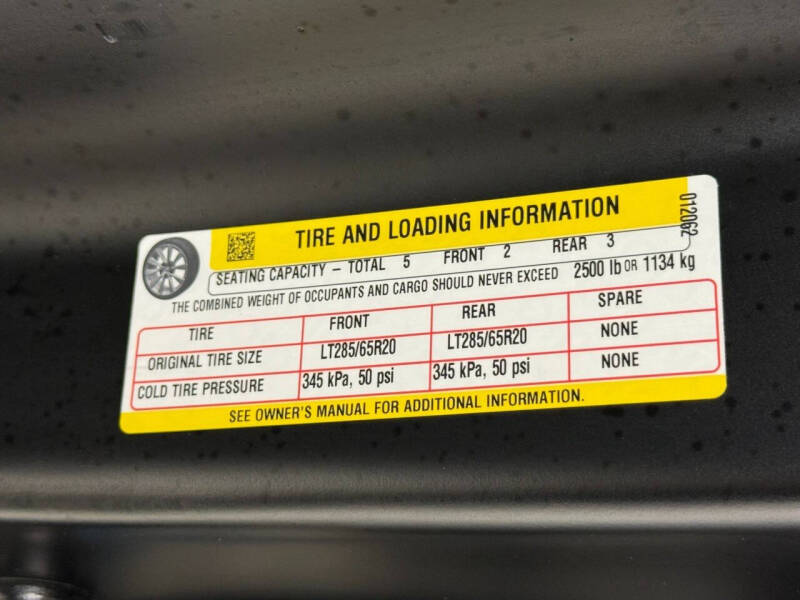 TIRE AND LOADING INFORMATION
012062
SEATING CAPACITY – TOTAL 5 FRONT 2 REAR 3
THE COMBINED WEIGHT OF OCCUPANTS AND CARGO SHOULD NEVER EXCEED 2500 lb OR 1134 kg
TIRE FRONT REAR SPARE
ORIGINAL TIRE SIZE LT285/65R20 LT285/65R20 NONE
COLD TIRE PRESSURE 345 kPa, 50 psi 345 kPa, 50 psi NONE
SEE OWNER'S MANUAL FOR ADDITIONAL INFORMATION.